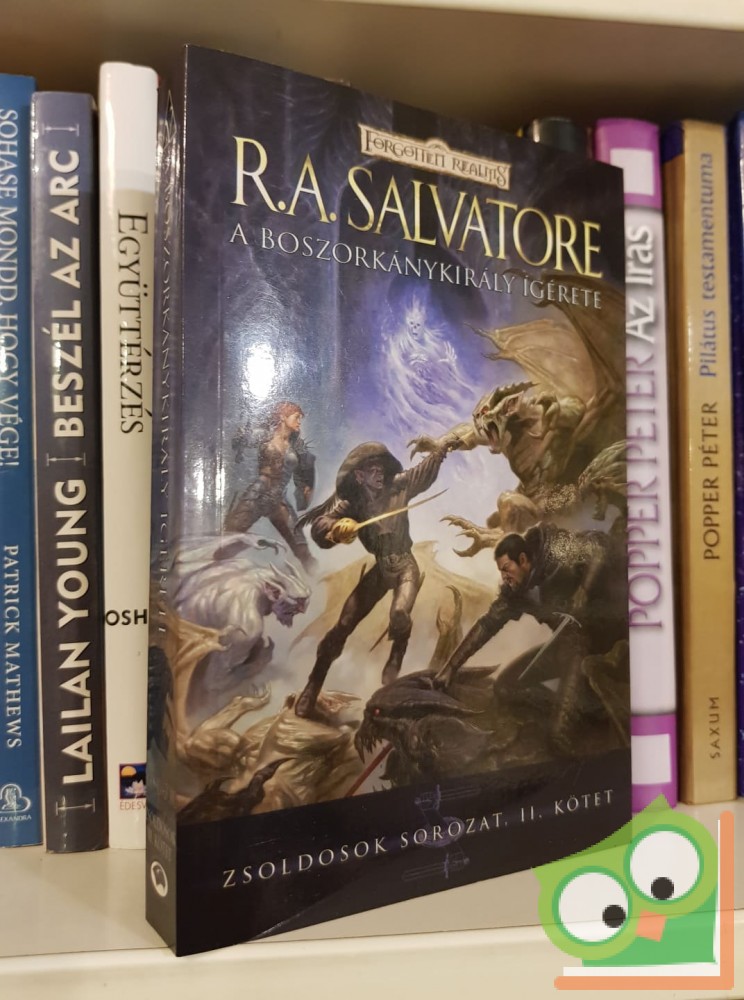 SOHASE MONDD, HOGY VÉGE!
PATRICK MATHEWS
LAILAN YOUNG
BESZÉL AZ ARC
EGYÜTTÉRZÉS
OSH
FORGOTTEN REALMS
R.A. SALVATORE
A BOSZORKÁNYKIRÁLY ÍGÉRETE
ZSOLDOSOK SOROZAT, II. KÖTET
POPPER PÉTER Az írás
POPPER PÉTER Pilátus testamentuma
SAXUM